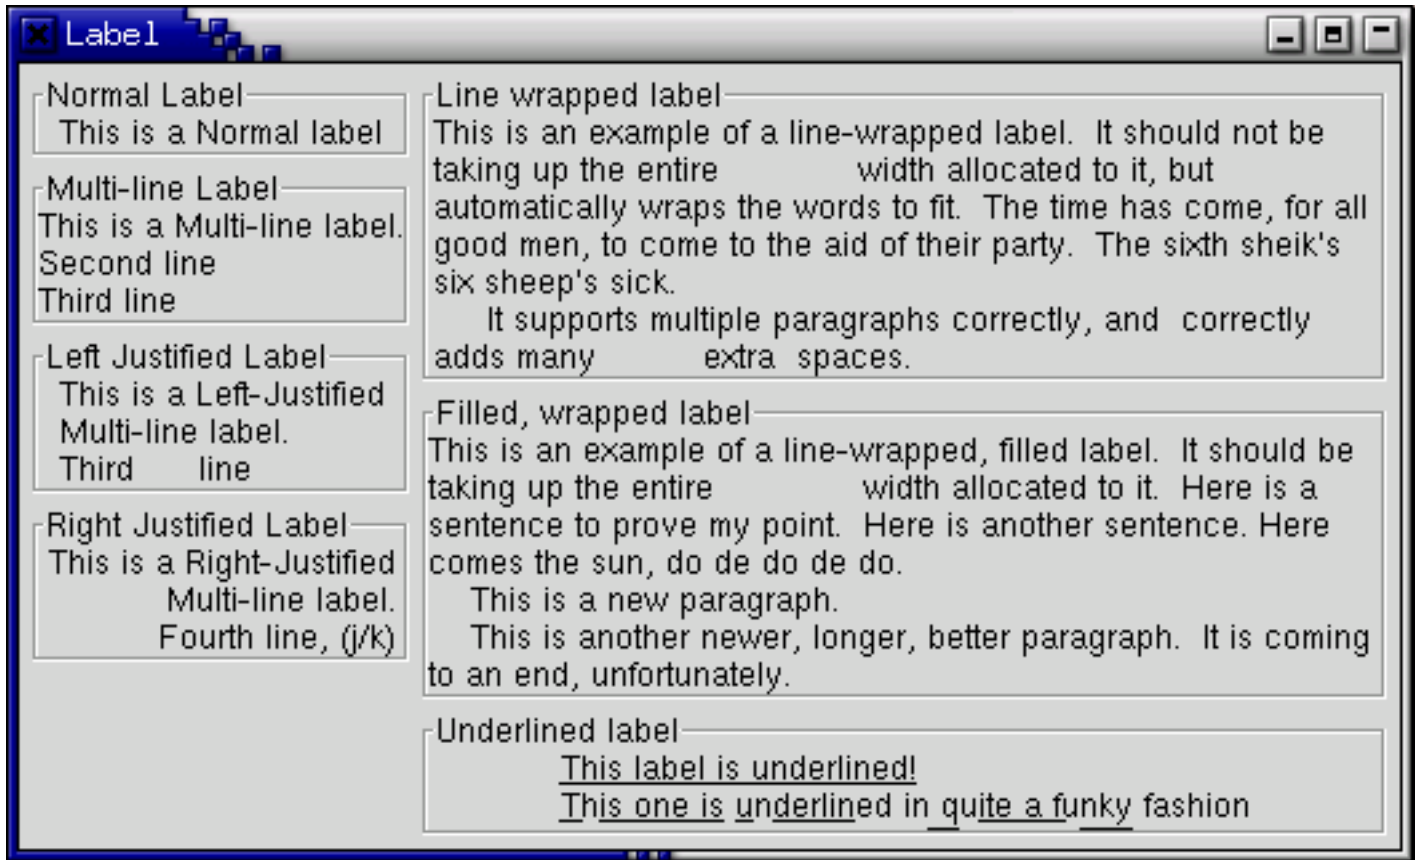 Label
Normal Label
This is a Normal label
Multi-line Label
This is a Multi-line label.
Second line
Third line
Left Justified Label
This is a Left-Justified
Multi-line label.
Third      line
Right Justified Label
This is a Right-Justified
Multi-line label.
Fourth line, (j/k)
Line wrapped label
This is an example of a line-wrapped label.  It should not be
taking up the entire             width allocated to it, but
automatically wraps the words to fit.  The time has come, for all
good men, to come to the aid of their party.  The sixth sheik's
six sheep's sick.
     It supports multiple paragraphs correctly, and  correctly
adds many          extra  spaces.
Filled, wrapped label
This is an example of a line-wrapped, filled label.  It should be
taking up the entire              width allocated to it.  Here is a
sentence to prove my point.  Here is another sentence. Here
comes the sun, do de do de do.
    This is a new paragraph.
    This is another newer, longer, better paragraph.  It is coming
to an end, unfortunately.
Underlined label
This label is underlined!
This one is underlined in quite a funky fashion